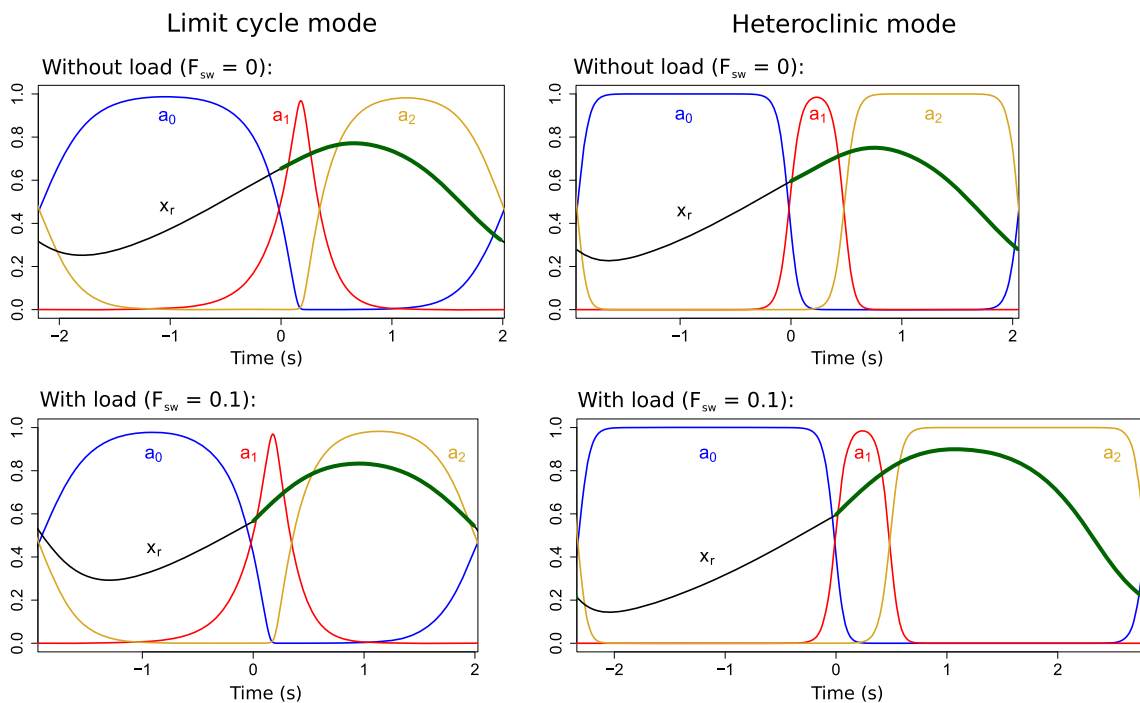 Limit cycle mode
Heteroclinic mode
Without load (Fsw = 0):
Without load (Fsw = 0):
1.0
0.8
0.6
0.4
0.2
0.0
a0
a1
a2
xr
−2
−1
0
1
2
Time (s)
1.0
0.8
0.6
0.4
0.2
0.0
a0
a1
a2
xr
−1
0
1
2
Time (s)
With load (Fsw = 0.1):
With load (Fsw = 0.1):
1.0
0.8
0.6
0.4
0.2
0.0
a0
a1
a2
xr
−1
0
1
2
Time (s)
1.0
0.8
0.6
0.4
0.2
0.0
a0
a1
a2
xr
−2
−1
0
1
2
Time (s)